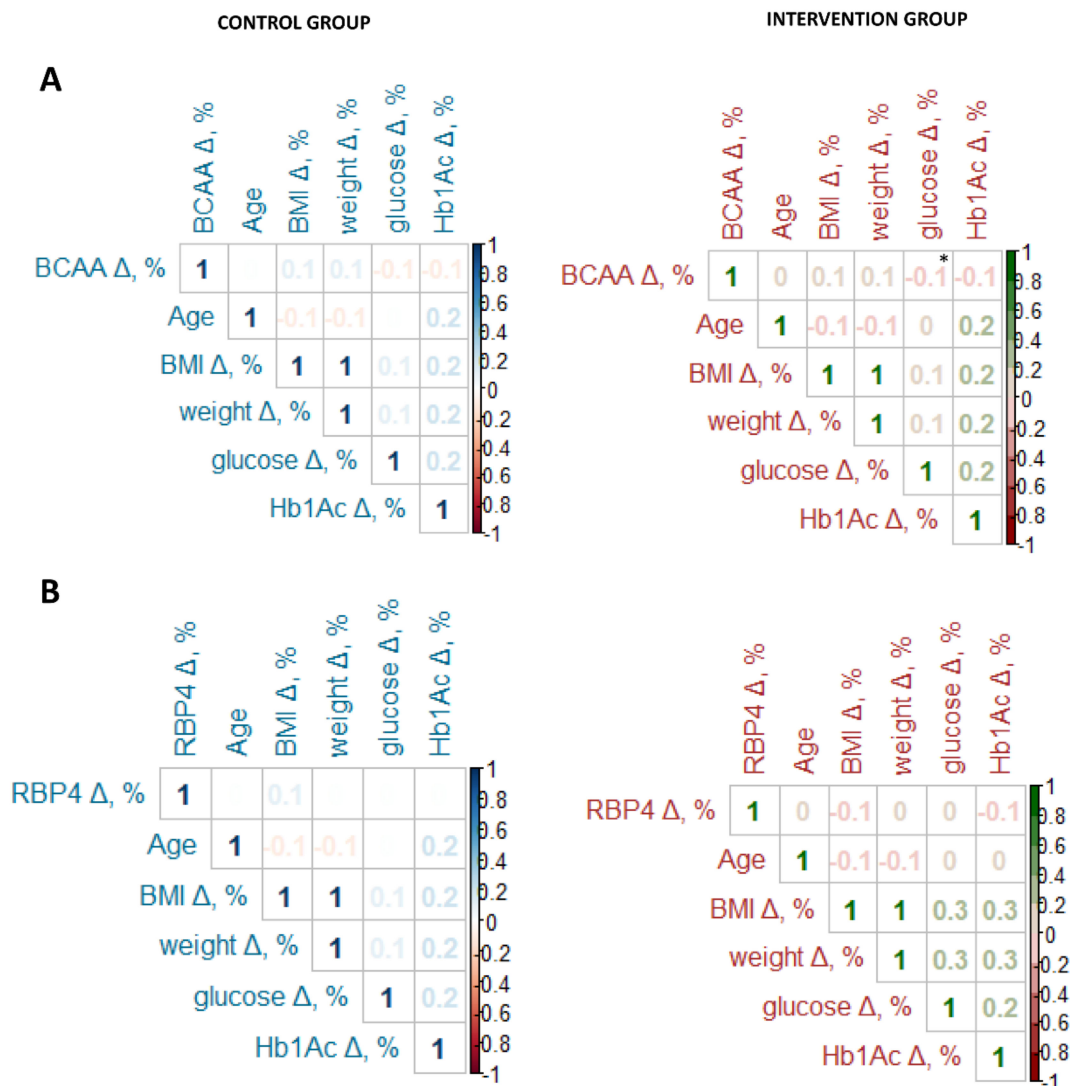 CONTROL GROUP
INTERVENTION GROUP
A
BCAA Δ, %
Age
BMI Δ, %
weight Δ, %
glucose Δ, %
Hb1Ac Δ, %
BCAA Δ, % 1 0.1 0.1 -0.1 -0.1
Age 1 -0.1 -0.1 0.2
BMI Δ, % 1 1 0.1 0.2
weight Δ, % 1 0.1 0.2
glucose Δ, % 1 0.2
Hb1Ac Δ, % 1
1
0.8
0.6
0.4
0.2
0
-0.2
-0.4
-0.6
-0.8
-1
BCAA Δ, %
Age
BMI Δ, %
weight Δ, %
glucose Δ, %
Hb1Ac Δ, %
BCAA Δ, % 1 0 0.1 0.1 -0.1* -0.1
Age 1 -0.1 -0.1 0 0.2
BMI Δ, % 1 1 0.1 0.2
weight Δ, % 1 0.1 0.2
glucose Δ, % 1 0.2
Hb1Ac Δ, % 1
1
0.8
0.6
0.4
0.2
0
-0.2
-0.4
-0.6
-0.8
-1
B
RBP4 Δ, %
Age
BMI Δ, %
weight Δ, %
glucose Δ, %
Hb1Ac Δ, %
RBP4 Δ, % 1 0.1
Age 1 -0.1 -0.1 0.2
BMI Δ, % 1 1 0.1 0.2
weight Δ, % 1 0.1 0.2
glucose Δ, % 1 0.2
Hb1Ac Δ, % 1
1
0.8
0.6
0.4
0.2
0
-0.2
-0.4
-0.6
-0.8
-1
RBP4 Δ, %
Age
BMI Δ, %
weight Δ, %
glucose Δ, %
Hb1Ac Δ, %
RBP4 Δ, % 1 0 -0.1 0 0 -0.1
Age 1 -0.1 -0.1 0 0
BMI Δ, % 1 1 0.3 0.3
weight Δ, % 1 0.3 0.3
glucose Δ, % 1 0.2
Hb1Ac Δ, % 1
1
0.8
0.6
0.4
0.2
0
-0.2
-0.4
-0.6
-0.8
-1